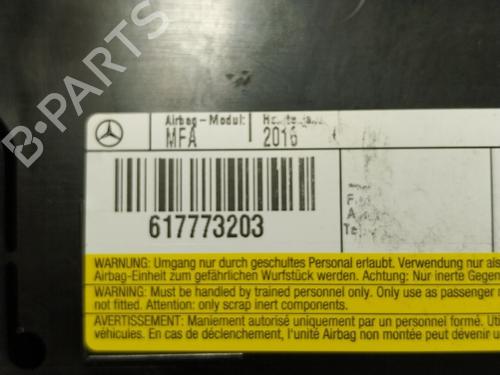 B-PARTS
Airbag - Modul:
MFA
2016
617773203
WARNUNG: Umgang nur durch geschultes Personal erlaubt. Verwendung nur als
Airbag-Einheit zum gefährlichen Wurfstück werden. Achtung: Nur inerte Gegen
WARNING: Must be handled by trained personnel only. Only use as passenger
not fitted. Attention: only scrap inert components.
AVERTISSEMENT: Maniement autorisé uniquement par un personnel formé.
véhicules. En cas de déclenchement, l'unité Airbag non montée peut devenir